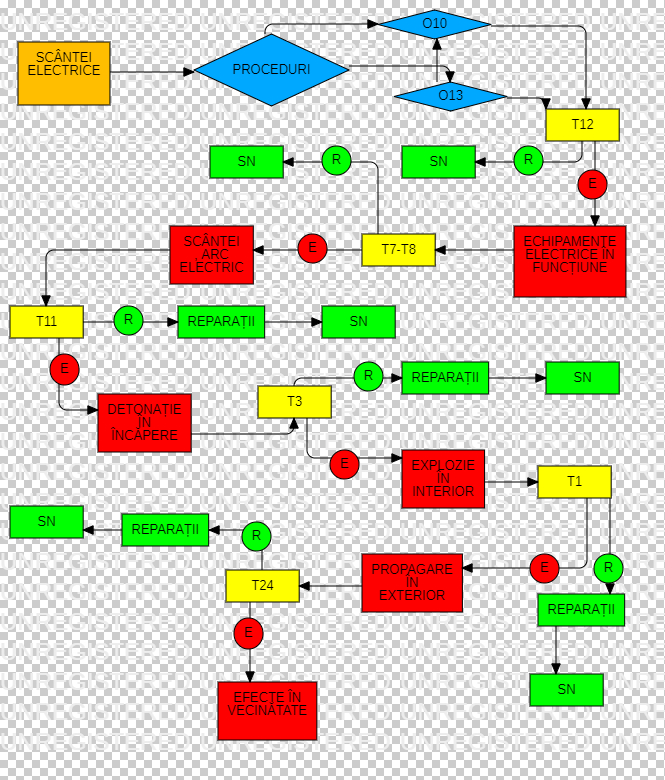 O10
SCÂNTEI
ELECTRICE
PROCEDURI
O13
T12
SN
R
SN
R
E
SCÂNTEI
, ARC
ELECTRIC
E
T7-T8
ECHIPAMENTE
ELECTRICE ÎN
FUNCȚIUNE
T11
R
REPARAȚII
SN
E
R
REPARAȚII
SN
DETONAȚIE
ÎN
ÎNCĂPERE
T3
E
EXPLOZIE
ÎN
INTERIOR
T1
SN
REPARAȚII
R
PROPAGARE
ÎN
EXTERIOR
E
R
T24
REPARAȚII
E
SN
EFECTE ÎN
VECINĂTATE